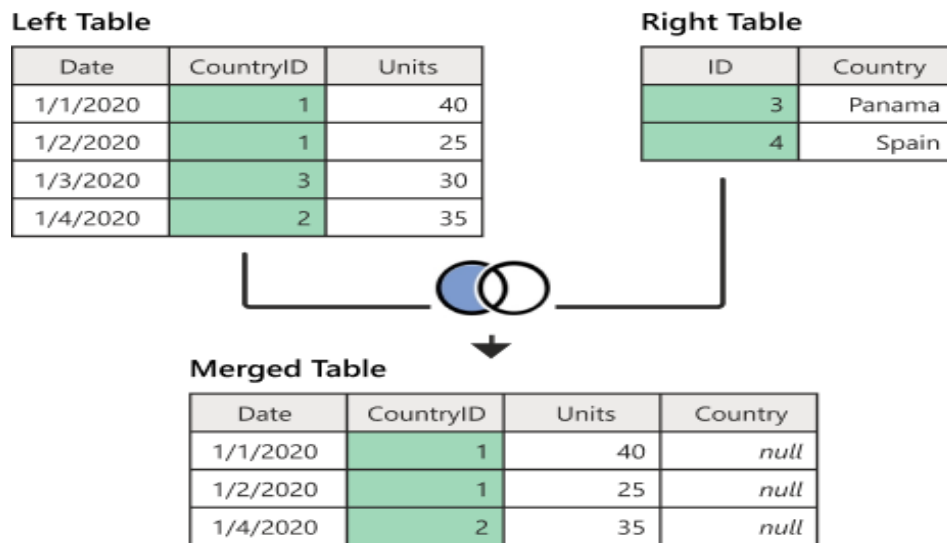 Left Table
Date CountryID Units
1/1/2020 1 40
1/2/2020 1 25
1/3/2020 3 30
1/4/2020 2 35
Right Table
ID Country
3 Panama
4 Spain
Merged Table
Date CountryID Units Country
1/1/2020 1 40 null
1/2/2020 1 25 null
1/4/2020 2 35 null